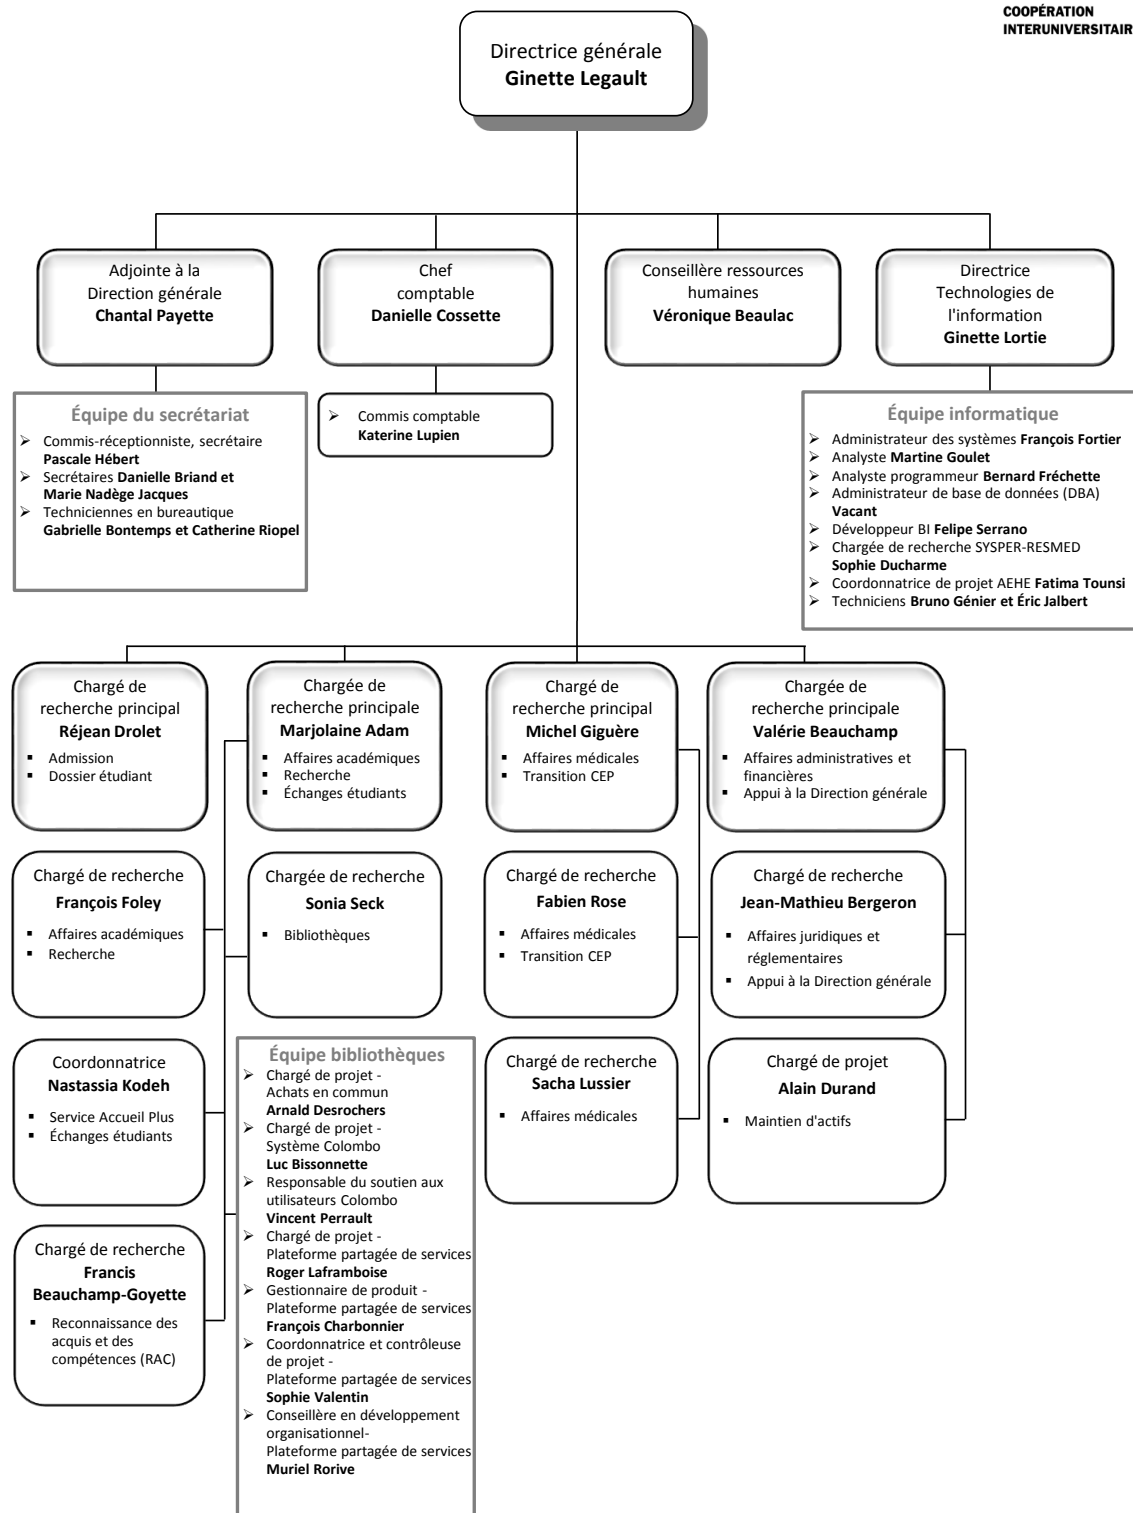 COOPÉRATION
INTERUNIVERSITAIR
Directrice générale
Ginette Legault
Adjointe à la
Direction générale
Chantal Payette
Chef
comptable
Danielle Cossette
Conseillère ressources
humaines
Véronique Beaulac
Directrice
Technologies de
l'information
Ginette Lortie
Équipe du secrétariat
➢ Commis-réceptionniste, secrétaire
Pascale Hébert
➢ Secrétaires Danielle Briand et
Marie Nadège Jacques
➢ Techniciennes en bureautique
Gabrielle Bontemps et Catherine Riopel
➢ Commis comptable
Katerine Lupien
Équipe informatique
➢ Administrateur des systèmes François Fortier
➢ Analyste Martine Goulet
➢ Analyste programmeur Bernard Fréchette
➢ Administrateur de base de données (DBA)
Vacant
➢ Développeur BI Felipe Serrano
➢ Chargée de recherche SYSPER-RESMED
Sophie Ducharme
➢ Coordonnatrice de projet AEHE Fatima Tounsi
➢ Techniciens Bruno Génier et Éric Jalbert
Chargé de
recherche principal
Réjean Drolet
▪ Admission
▪ Dossier étudiant
Chargée de
recherche principale
Marjolaine Adam
▪ Affaires académiques
▪ Recherche
▪ Échanges étudiants
Chargé de
recherche principal
Michel Giguère
▪ Affaires médicales
▪ Transition CEP
Chargée de
recherche principale
Valérie Beauchamp
▪ Affaires administratives et
financières
▪ Appui à la Direction générale
Chargé de recherche
François Foley
▪ Affaires académiques
▪ Recherche
Chargée de recherche
Sonia Seck
▪ Bibliothèques
Chargé de recherche
Fabien Rose
▪ Affaires médicales
▪ Transition CEP
Chargé de recherche
Jean-Mathieu Bergeron
▪ Affaires juridiques et
réglementaires
▪ Appui à la Direction générale
Coordonnatrice
Nastassia Kodeh
▪ Service Accueil Plus
▪ Échanges étudiants
Équipe bibliothèques
➢ Chargé de projet -
Achats en commun
Arnald Desrochers
➢ Chargé de projet -
Système Colombo
Luc Bissonnette
➢ Responsable du soutien aux
utilisateurs Colombo
Vincent Perrault
➢ Chargé de projet -
Plateforme partagée de services
Roger Laframboise
➢ Gestionnaire de produit -
Plateforme partagée de services
François Charbonnier
➢ Coordonnatrice et contrôleuse
de projet -
Plateforme partagée de services
Sophie Valentin
➢ Conseillère en développement
organisationnel-
Plateforme partagée de services
Muriel Rorive
Chargé de recherche
Sacha Lussier
▪ Affaires médicales
Chargé de projet
Alain Durand
▪ Maintien d'actifs
Chargé de recherche
Francis
Beauchamp-Goyette
▪ Reconnaissance des
acquis et des
compétences (RAC)